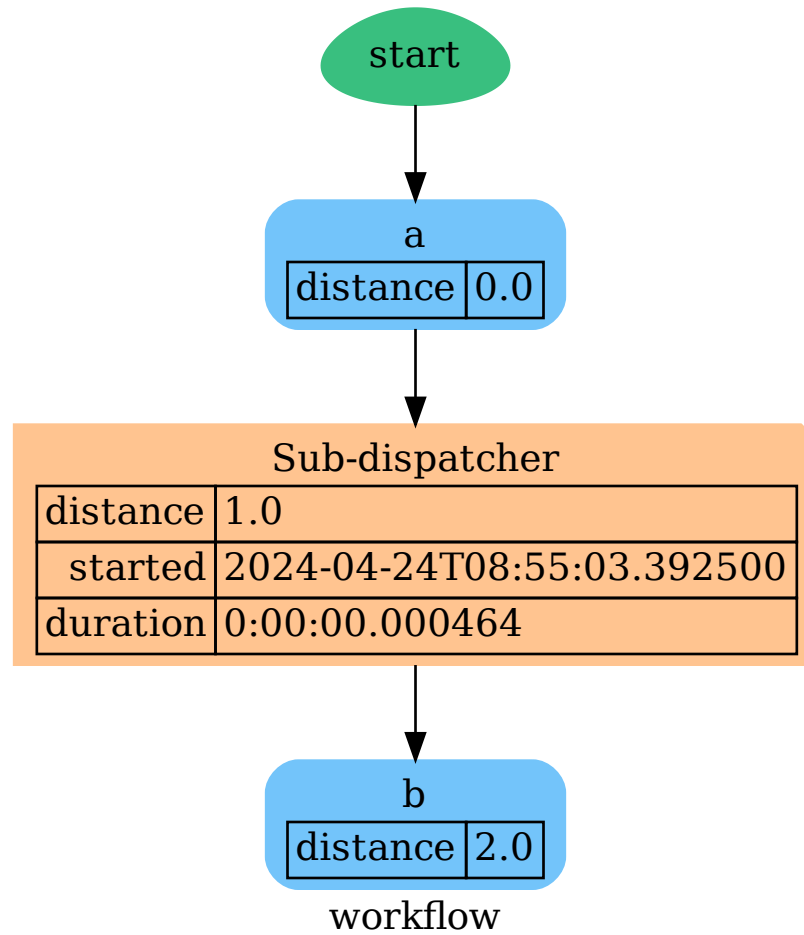 start
a
distance 0.0
Sub-dispatcher
distance 1.0
started 2024-04-24T08:55:03.392500
duration 0:00:00.000464
b
distance 2.0
workflow